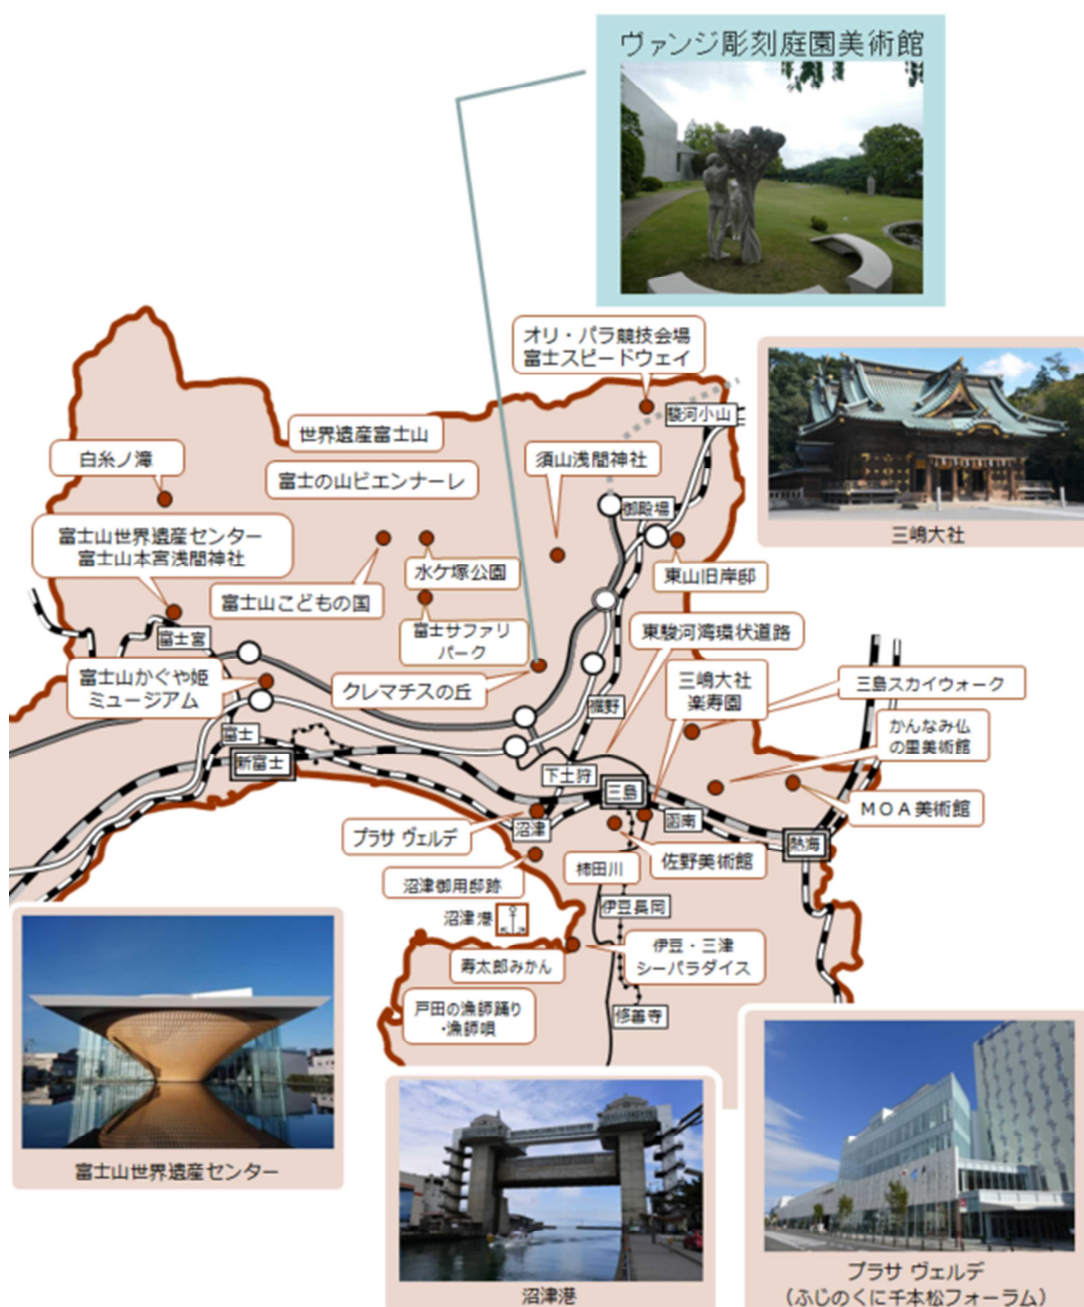 ヴァンジ彫刻庭園美術館
オリ・パラ競技会場
富士スピードウェイ
駿河小山
三嶋大社
世界遺産富士山
白糸ノ滝
富士の山ビエンナーレ
須山浅間神社
御殿場
富士山世界遺産センター
富士山本宮浅間神社
水ケ塚公園
東山旧岸邸
富士山こどもの国
富士宮
富士サファリ
パーク
東駿河湾環状道路
富士山かぐや姫
ミュージアム
クレマチスの丘
三嶋大社
楽寿園
三島スカイウォーク
裾野
かんなみ仏
の里美術館
富士
新富士
下土狩
三島
MOA美術館
プラサ ヴェルデ
沼津
函南
熱海
沼津御用邸跡
柿田川
佐野美術館
伊豆長岡
沼津港
寿太郎みかん
伊豆・三津
シーパラダイス
戸田の漁師踊り
・漁師唄
修善寺
富士山世界遺産センター
沼津港
プラサ ヴェルデ
（ふじのくに千本松フォーラム）